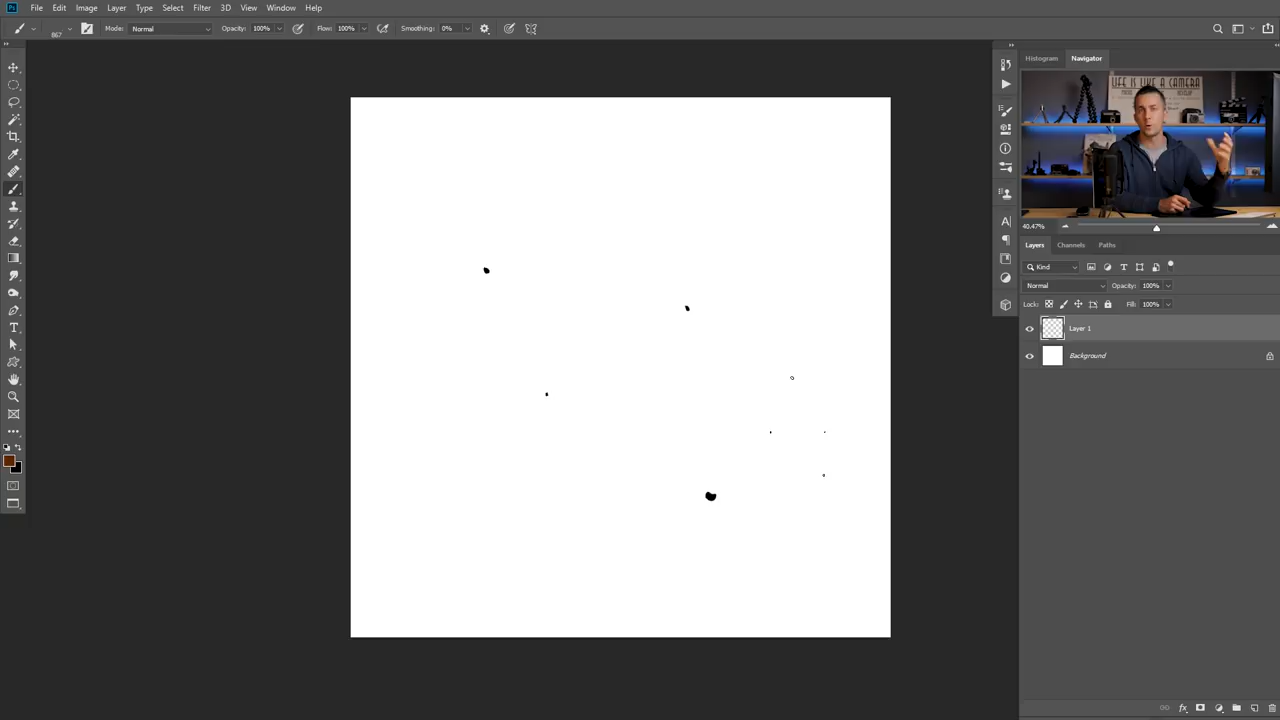 Ps File Edit Image Layer Type Select Filter 3D View Window Help
867 Mode: Normal Opacity: 100% Flow: 100% Smoothing: 0%
Histogram Navigator
LIFE IS LIKE A CAMERA
40.47%
Layers Channels Paths
Kind
Normal Opacity: 100%
Lock: Fill: 100%
Layer 1
Background